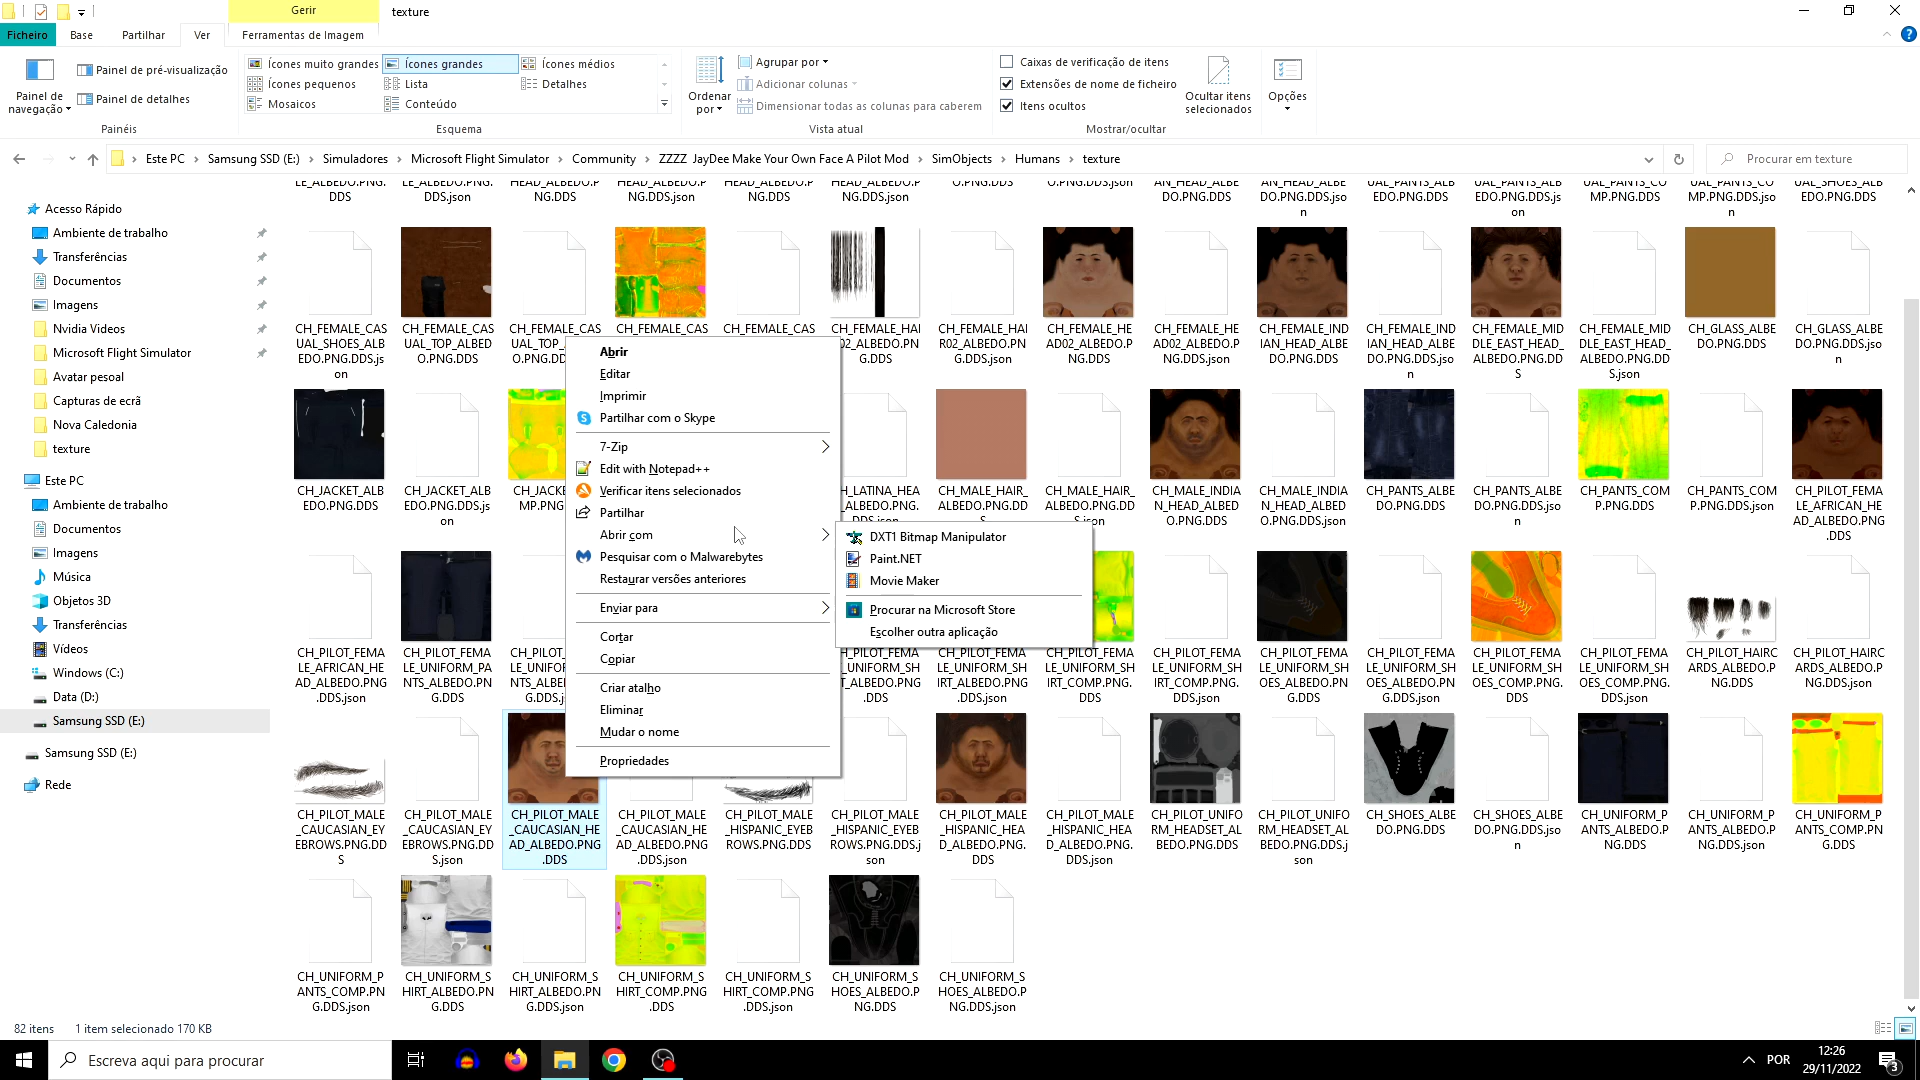 Gerir
texture
Ficheiro
Base
Partilhar
Ver
Ferramentas de Imagem
Painel de navegação
Painel de pré-visualização
Painel de detalhes
Painéis
Ícones muito grandes
Ícones grandes
Ícones médios
Ícones pequenos
Lista
Detalhes
Mosaicos
Conteúdo
Esquema
Ordenar por
Agrupar por
Adicionar colunas
Dimensionar todas as colunas para caberem
Vista atual
Caixas de verificação de itens
Extensões de nome de ficheiro
Itens ocultos
Ocultar itens selecionados
Mostrar/ocultar
Opções
Este PC
Samsung SSD (E:)
Simuladores
Microsoft Flight Simulator
Community
ZZZZ JayDee Make Your Own Face A Pilot Mod
SimObjects
Humans
texture
Procurar em texture
Acesso Rápido
Ambiente de trabalho
Transferências
Documentos
Imagens
Nvidia Videos
Microsoft Flight Simulator
Avatar pesoal
Capturas de ecrã
Nova Caledonia
texture
Este PC
Ambiente de trabalho
Documentos
Imagens
Música
Objetos 3D
Transferências
Vídeos
Windows (C:)
Data (D:)
Samsung SSD (E:)
Samsung SSD (E:)
Rede
CH_FEMALE_CASUAL_SHOES_ALBEDO.PNG.DDS.json
CH_FEMALE_CASUAL_TOP_ALBEDO.PNG.DDS
CH_FEMALE_HEAD02_ALBEDO.PNG.DDS
CH_FEMALE_HEAD02_ALBEDO.PNG.DDS.json
CH_FEMALE_INDIAN_HEAD_ALBEDO.PNG.DDS
CH_FEMALE_INDIAN_HEAD_ALBEDO.PNG.DDS.json
CH_FEMALE_MIDDLE_EAST_HEAD_ALBEDO.PNG.DDS
CH_FEMALE_MIDDLE_EAST_HEAD_ALBEDO.PNG.DDS.json
CH_GLASS_ALBEDO.PNG.DDS
CH_GLASS_ALBEDO.PNG.DDS.json
CH_JACKET_ALBEDO.PNG.DDS
CH_JACKET_ALBEDO.PNG.DDS.json
CH_MALE_HAIR_ALBEDO.PNG.DDS
CH_MALE_HAIR_ALBEDO.PNG.DDS.json
CH_MALE_INDIAN_HEAD_ALBEDO.PNG.DDS
CH_MALE_INDIAN_HEAD_ALBEDO.PNG.DDS.json
CH_PANTS_ALBEDO.PNG.DDS
CH_PANTS_ALBEDO.PNG.DDS.json
CH_PANTS_COMP.PNG.DDS
CH_PANTS_COMP.PNG.DDS.json
CH_PILOT_FEMALE_AFRICAN_HEAD_ALBEDO.PNG.DDS
CH_PILOT_FEMALE_AFRICAN_HEAD_ALBEDO.PNG.DDS.json
CH_PILOT_FEMALE_UNIFORM_PANTS_ALBEDO.PNG.DDS
CH_PILOT_FEMALE_UNIFORM_SHIRT_ALBEDO.PNG.DDS.json
CH_PILOT_FEMALE_UNIFORM_SHIRT_COMP.PNG.DDS
CH_PILOT_FEMALE_UNIFORM_SHIRT_COMP.PNG.DDS.json
CH_PILOT_FEMALE_UNIFORM_SHOES_ALBEDO.PNG.DDS
CH_PILOT_FEMALE_UNIFORM_SHOES_ALBEDO.PNG.DDS.json
CH_PILOT_FEMALE_UNIFORM_SHOES_COMP.PNG.DDS
CH_PILOT_FEMALE_UNIFORM_SHOES_COMP.PNG.DDS.json
CH_PILOT_HAIRCARDS_ALBEDO.PNG.DDS
CH_PILOT_HAIRCARDS_ALBEDO.PNG.DDS.json
CH_PILOT_MALE_CAUCASIAN_EYEBROWS.PNG.DDS
CH_PILOT_MALE_CAUCASIAN_EYEBROWS.PNG.DDS.json
CH_PILOT_MALE_CAUCASIAN_HEAD_ALBEDO.PNG.DDS
CH_PILOT_MALE_CAUCASIAN_HEAD_ALBEDO.PNG.DDS.json
CH_PILOT_MALE_HISPANIC_EYEBROWS.PNG.DDS
CH_PILOT_MALE_HISPANIC_EYEBROWS.PNG.DDS.json
CH_PILOT_MALE_HISPANIC_HEAD_ALBEDO.PNG.DDS
CH_PILOT_MALE_HISPANIC_HEAD_ALBEDO.PNG.DDS.json
CH_PILOT_UNIFORM_HEADSET_ALBEDO.PNG.DDS
CH_PILOT_UNIFORM_HEADSET_ALBEDO.PNG.DDS.json
CH_SHOES_ALBEDO.PNG.DDS
CH_SHOES_ALBEDO.PNG.DDS.json
CH_UNIFORM_PANTS_ALBEDO.PNG.DDS
CH_UNIFORM_PANTS_ALBEDO.PNG.DDS.json
CH_UNIFORM_PANTS_COMP.PNG.DDS
CH_UNIFORM_PANTS_COMP.PNG.DDS.json
CH_UNIFORM_SHIRT_ALBEDO.PNG.DDS
CH_UNIFORM_SHIRT_ALBEDO.PNG.DDS.json
CH_UNIFORM_SHIRT_COMP.PNG.DDS
CH_UNIFORM_SHIRT_COMP.PNG.DDS.json
CH_UNIFORM_SHOES_ALBEDO.PNG.DDS
CH_UNIFORM_SHOES_ALBEDO.PNG.DDS.json
Abrir
Editar
Imprimir
Partilhar com o Skype
7-Zip
Edit with Notepad++
Verificar itens selecionados
Partilhar
Abrir com
Pesquisar com o Malwarebytes
Restaurar versões anteriores
Enviar para
Cortar
Copiar
Criar atalho
Eliminar
Mudar o nome
Propriedades
DXT1 Bitmap Manipulator
Paint.NET
Movie Maker
Procurar na Microsoft Store
Escolher outra aplicação
82 itens
1 item selecionado 170 KB
Escreva aqui para procurar
POR
12:26
29/11/2022
3